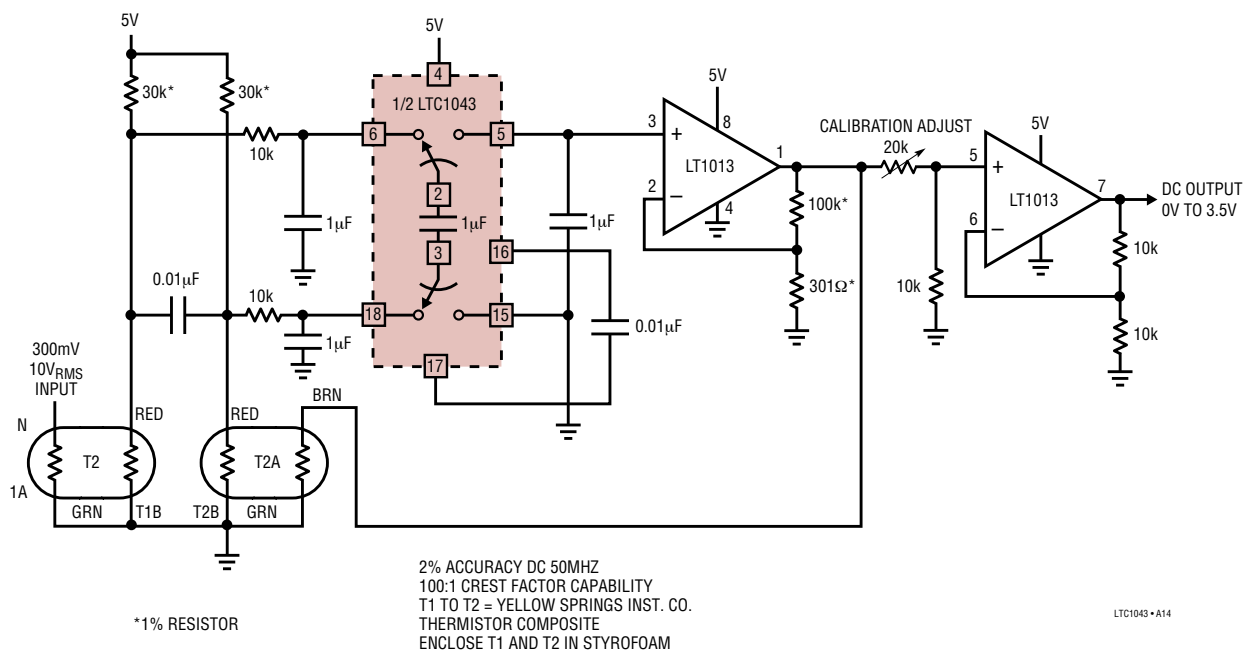 5V
30k*
30k*
10k
1µF
0.01µF
10k
1µF
300mV
10VRMS
INPUT
N
1A
RED
T2
GRN
T1B
RED
T2A
T2B
GRN
BRN
5V
4
1/2 LTC1043
6
5
2
1µF
3
16
18
15
17
1µF
0.01µF
5V
3
8
+
LT1013
1
2
–
4
100k*
301Ω*
CALIBRATION ADJUST
20k
10k
5V
5
+
LT1013
7
6
–
DC OUTPUT
0V TO 3.5V
10k
10k
2% ACCURACY DC 50MHZ
100:1 CREST FACTOR CAPABILITY
T1 TO T2 = YELLOW SPRINGS INST. CO.
THERMISTOR COMPOSITE
ENCLOSE T1 AND T2 IN STYROFOAM
*1% RESISTOR
LTC1043 • A14